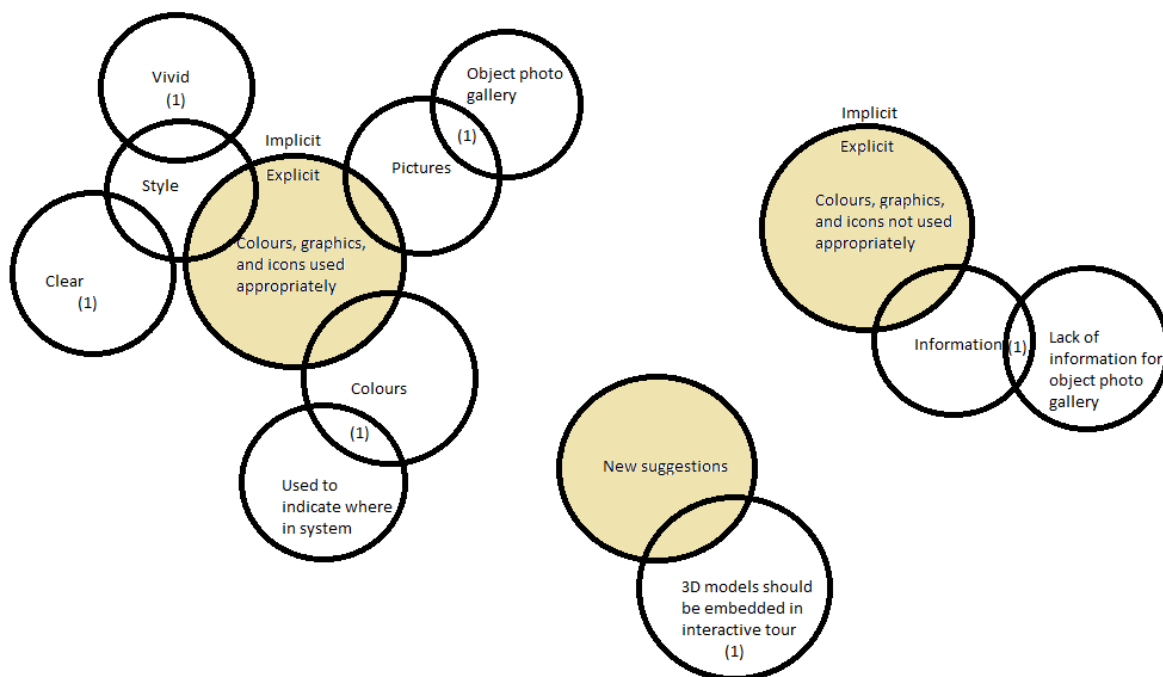 Vivid
(1)
Object photo
gallery
(1)
Implicit
Explicit
Pictures
Style
Colours, graphics,
and icons used
appropriately
Clear
(1)
Colours
(1)
Used to
indicate where
in system
Implicit
Explicit
Colours, graphics,
and icons not used
appropriately
Information
(1)
Lack of
information for
object photo
gallery
New suggestions
3D models should
be embedded in
interactive tour
(1)